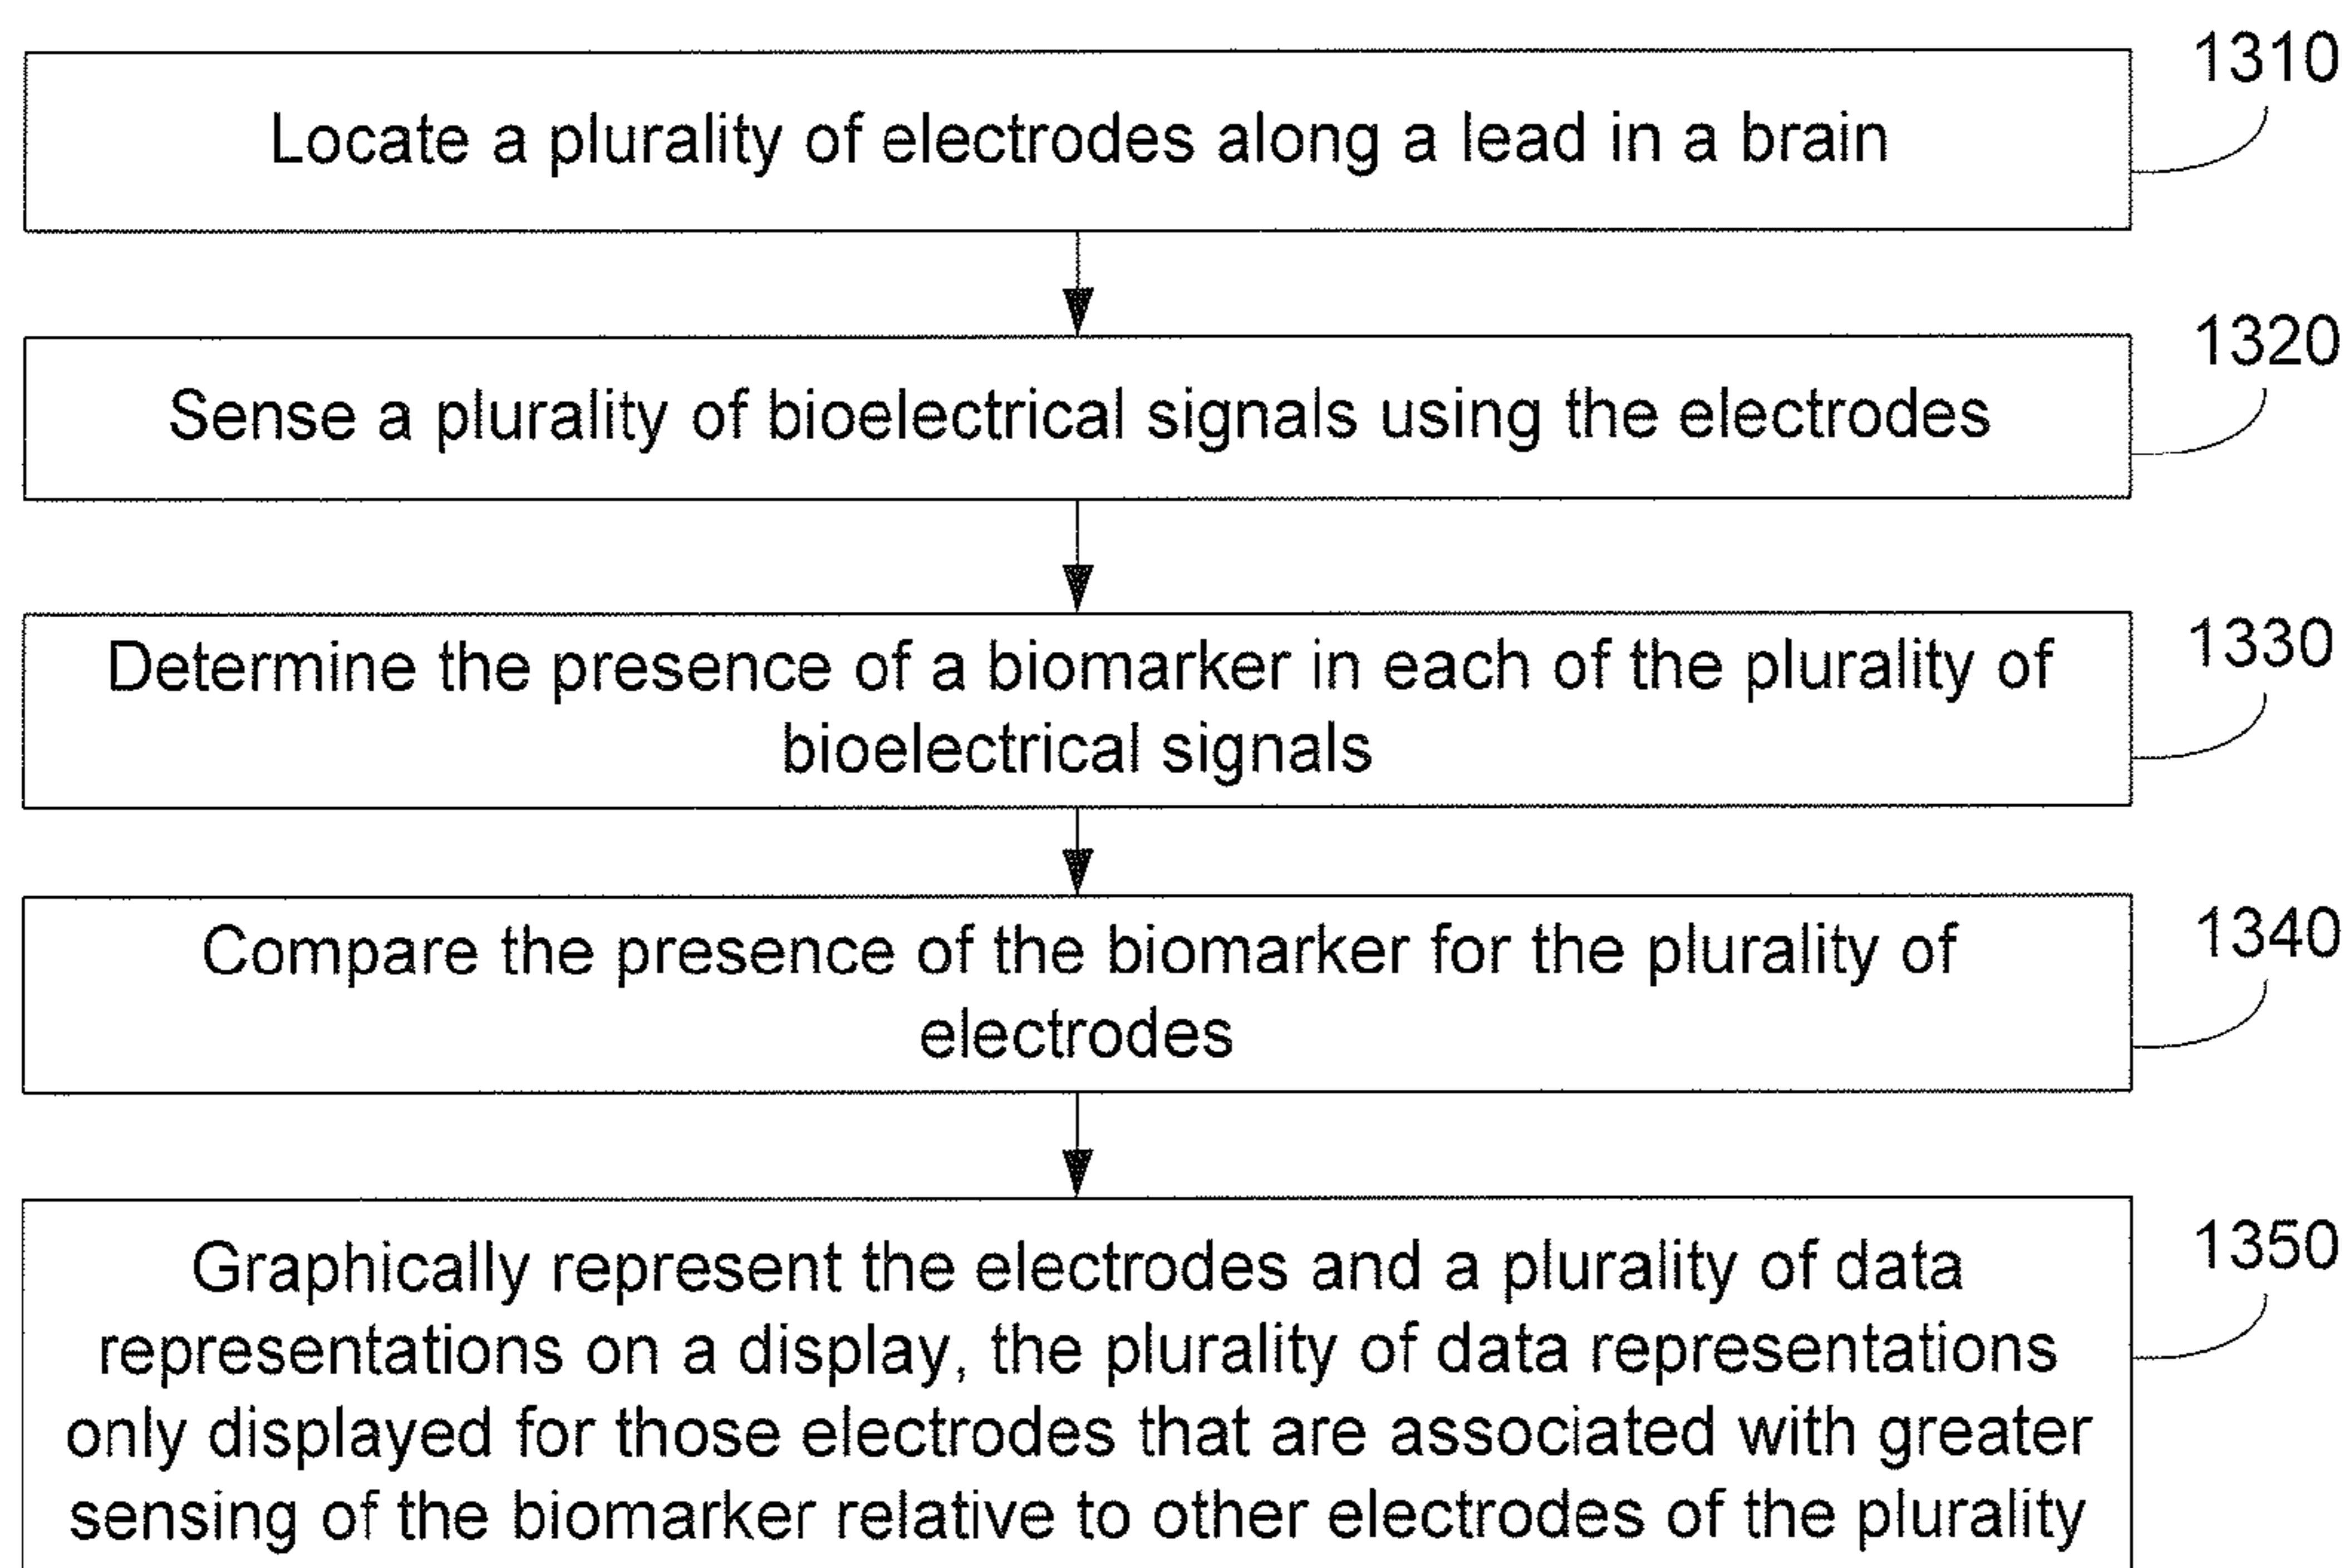 1310
Locate a plurality of electrodes along a lead in a brain
1320
Sense a plurality of bioelectrical signals using the electrodes
1330
Determine the presence of a biomarker in each of the plurality of
bioelectrical signals
1340
Compare the presence of the biomarker for the plurality of
electrodes
1350
Graphically represent the electrodes and a plurality of data
representations on a display, the plurality of data representations
only displayed for those electrodes that are associated with greater
sensing of the biomarker relative to other electrodes of the plurality